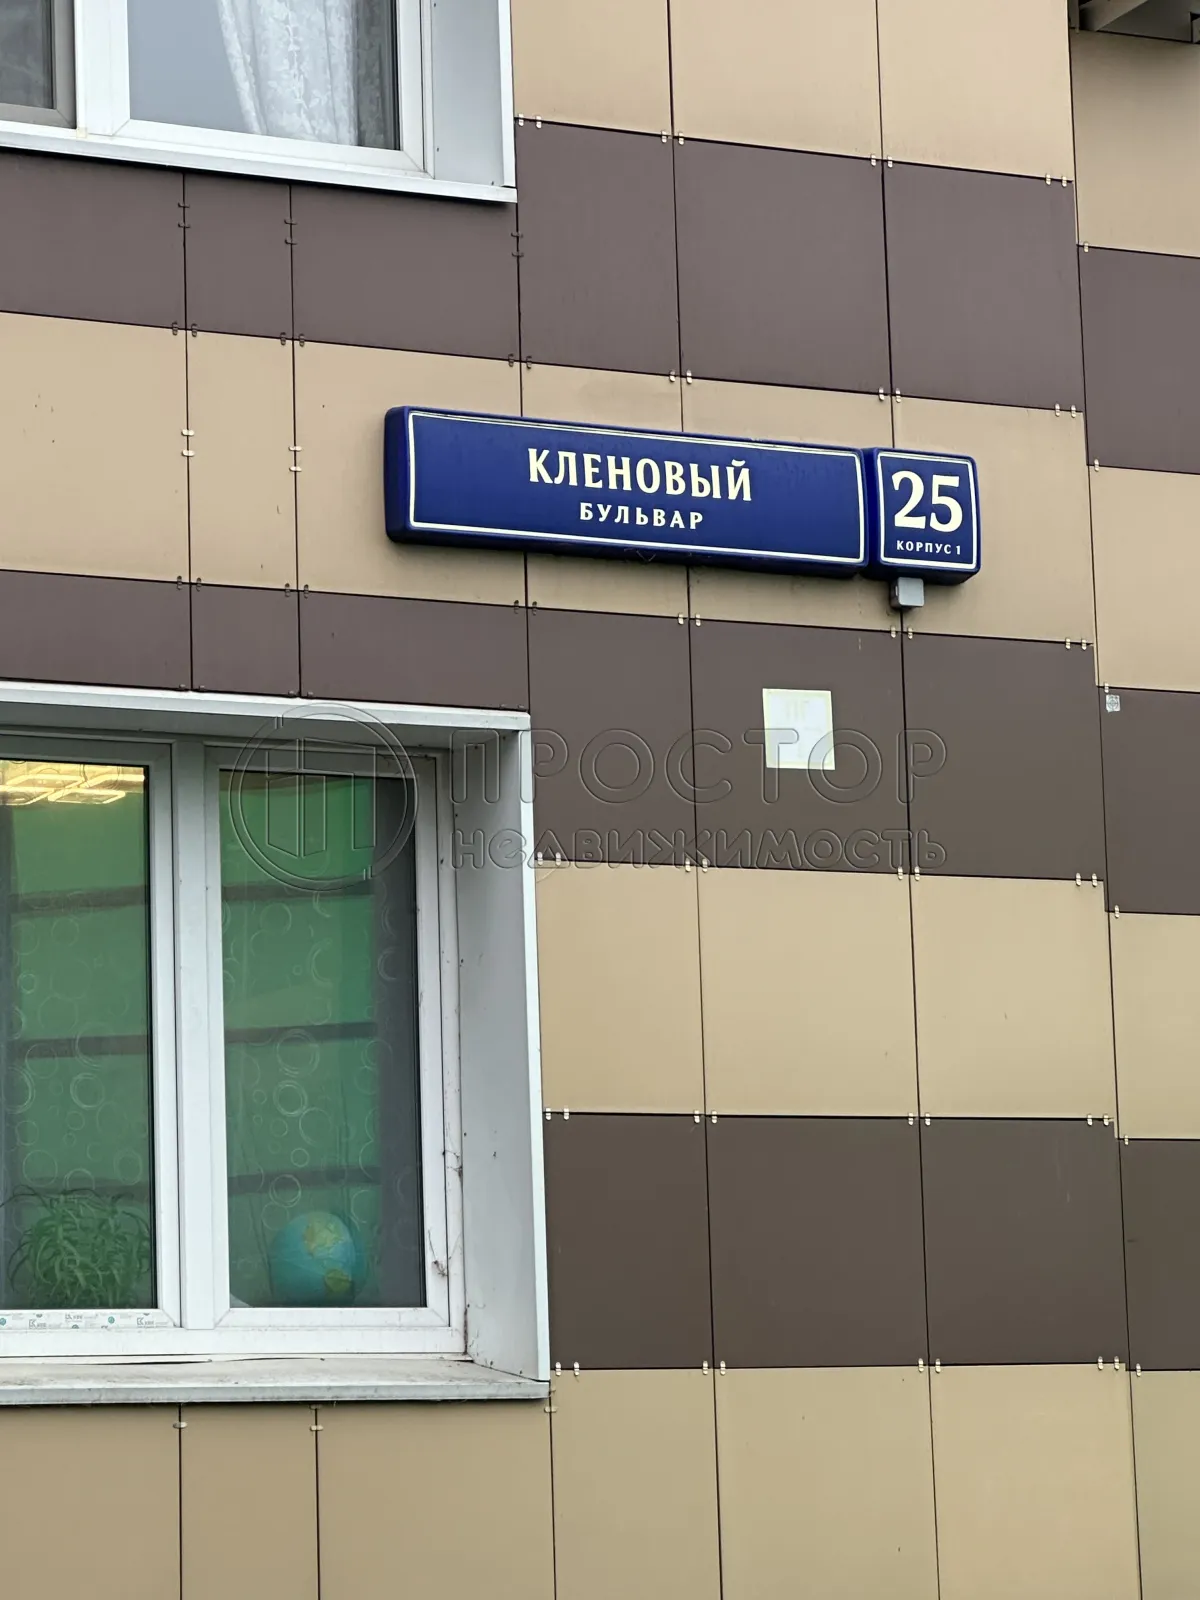 КЛЕНОВЫЙ
БУЛЬВАР
25
КОРПУС 1
ПРОСТОР
НЕДВИЖИМОСТЬ